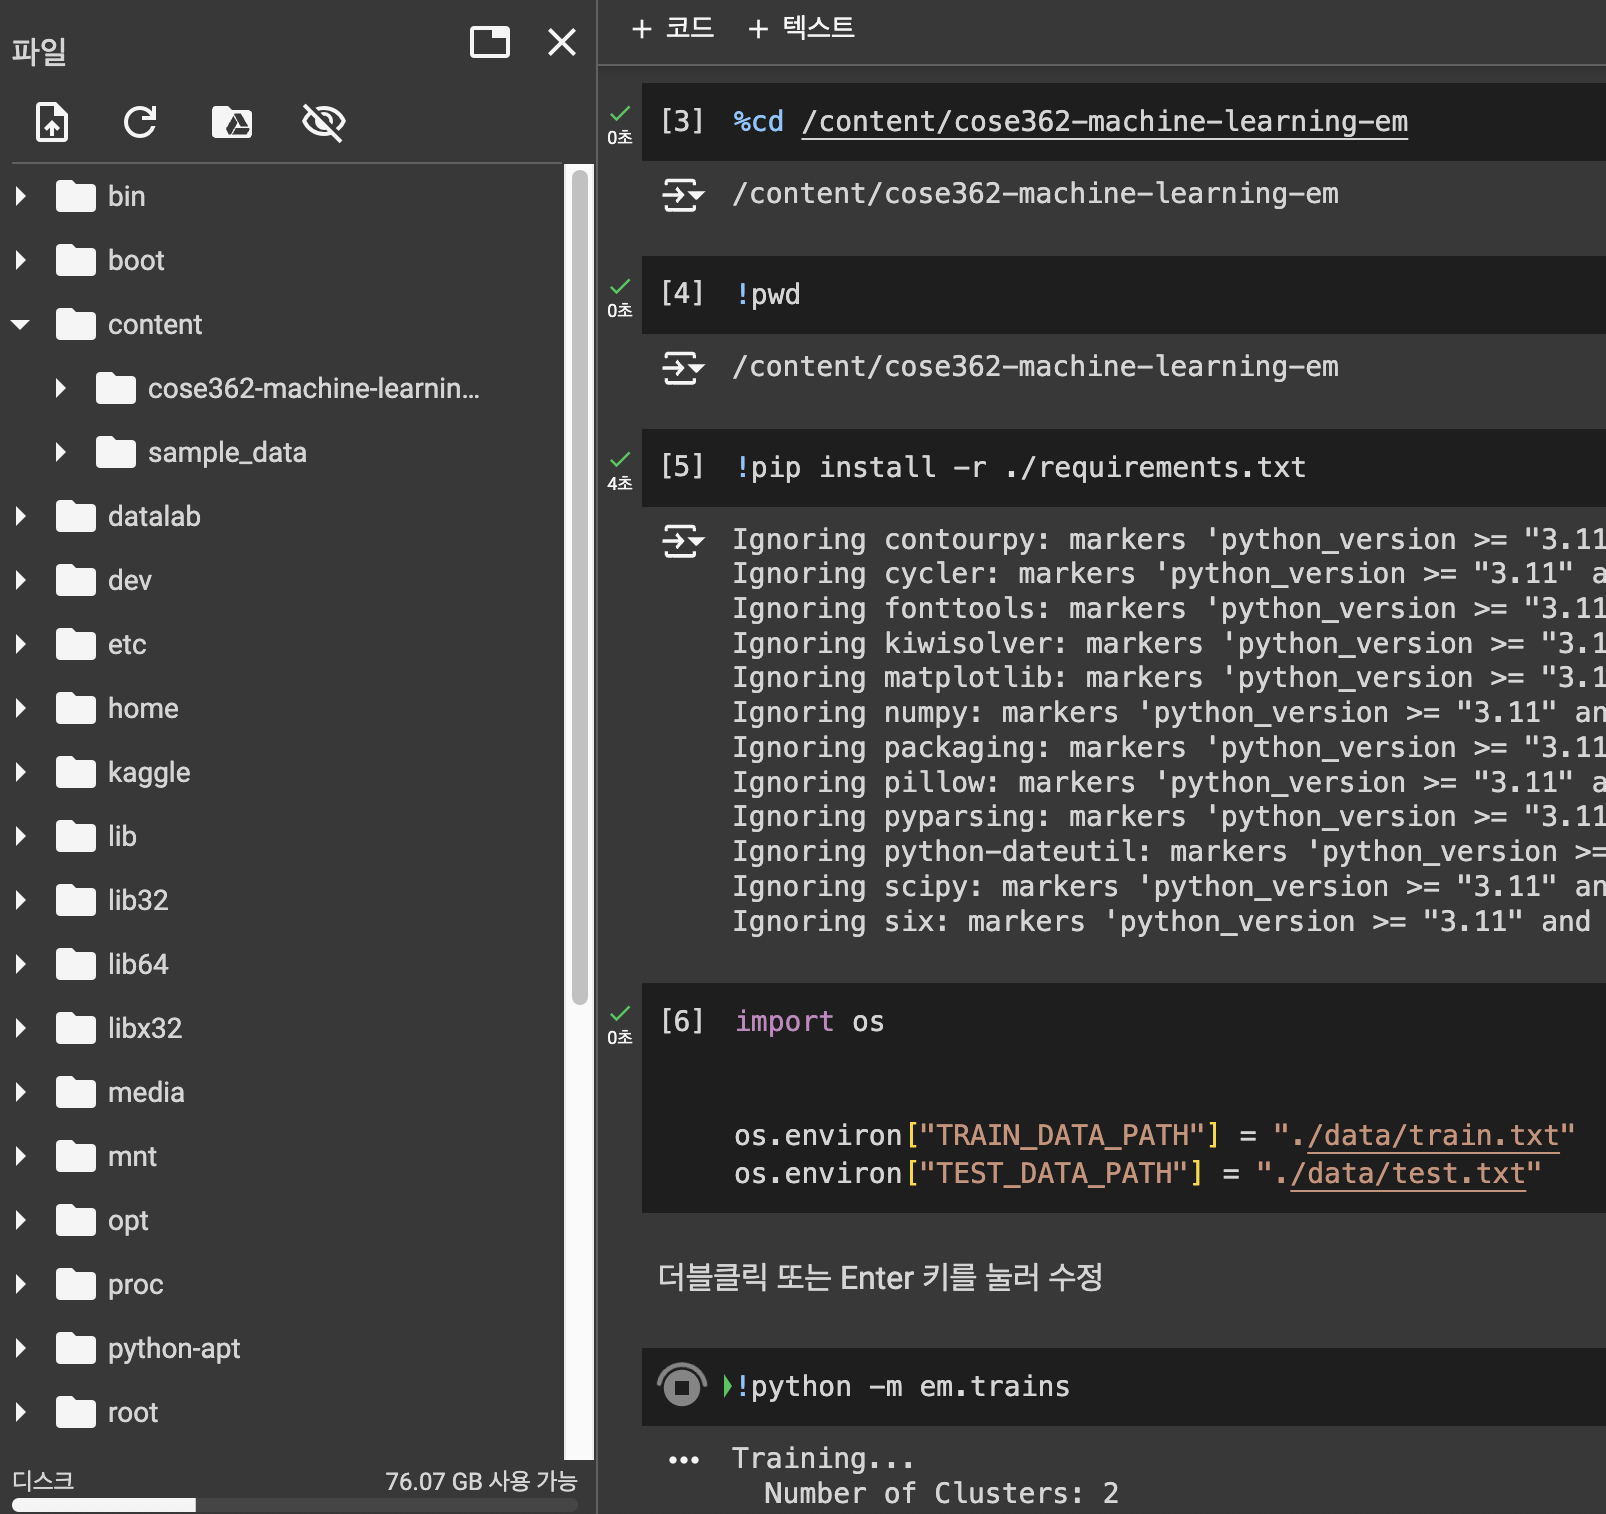 파일
bin
boot
content
cose362-machine-learnin...
sample_data
datalab
dev
etc
home
kaggle
lib
lib32
lib64
libx32
media
mnt
opt
proc
python-apt
root
디스크 76.07 GB 사용 가능
+ 코드 + 텍스트
0초 [3] %cd /content/cose362-machine-learning-em
/content/cose362-machine-learning-em
0초 [4] !pwd
/content/cose362-machine-learning-em
4초 [5] !pip install -r ./requirements.txt
Ignoring contourpy: markers 'python_version >= "3.11
Ignoring cycler: markers 'python_version >= "3.11" a
Ignoring fonttools: markers 'python_version >= "3.11
Ignoring kiwisolver: markers 'python_version >= "3.1
Ignoring matplotlib: markers 'python_version >= "3.1
Ignoring numpy: markers 'python_version >= "3.11" an
Ignoring packaging: markers 'python_version >= "3.11
Ignoring pillow: markers 'python_version >= "3.11" a
Ignoring pyparsing: markers 'python_version >= "3.11
Ignoring python-dateutil: markers 'python_version >=
Ignoring scipy: markers 'python_version >= "3.11" an
Ignoring six: markers 'python_version >= "3.11" and
0초 [6] import os
os.environ["TRAIN_DATA_PATH"] = "./data/train.txt"
os.environ["TEST_DATA_PATH"] = "./data/test.txt"
더블클릭 또는 Enter 키를 눌러 수정
!python -m em.trains
Training...
Number of Clusters: 2